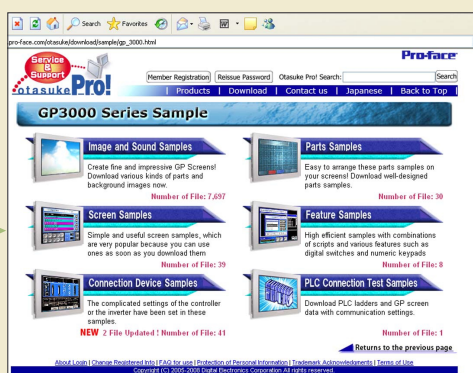 Search
Favorites
pro-face.com/otasuke/download/sample/gp_3000.html
Service
&
Support
otasuke Pro!
Pro-face
Member Registration
Reissue Password
Otasuke Pro! Search:
Search
| Products | Download | Contact us | Japanese | Back to Top |
GP3000 Series Sample
Image and Sound Samples
Create fine and impressive GP Screens!
Download various kinds of parts and
background images now.
Number of File: 7,697
Parts Samples
Easy to arrange these parts samples on
your screens! Download well-designed
parts samples.
Number of File: 30
Screen Samples
Simple and useful screen samples, which
are very popular because you can use
ones as soon as you download them
Number of File: 39
Feature Samples
High efficient samples with combinations
of scripts and various features such as
digital switches and numeric keypads
Number of File: 8
Connection Device Samples
The complicated settings of the controller
or the inverter have been set in these
samples.
NEW 2 File Updated ! Number of File: 41
PLC Connection Test Samples
Download PLC ladders and GP screen
data with communication settings.
Number of File: 1
Returns to the previous page
About Login | Change Registered Info | FAQ for use | Protection of Personal Information | Trademark Acknowledgments | Terms of Use
Copyright (C) 2005-2008 Digital Electronics Corporation. All rights reserved.